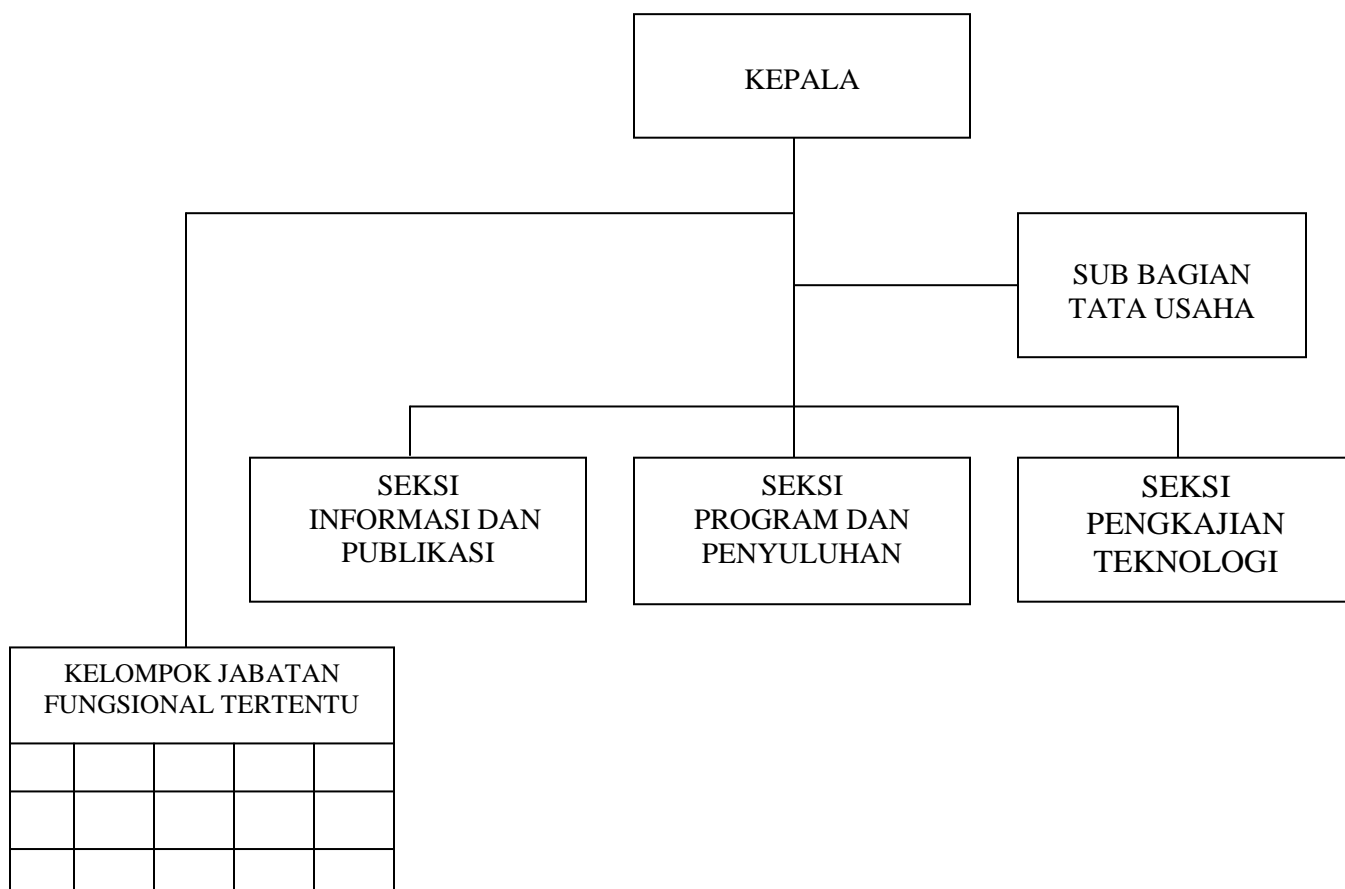 KEPALA
SUB BAGIAN
TATA USAHA
SEKSI
INFORMASI DAN
PUBLIKASI
SEKSI
PROGRAM DAN
PENYULUHAN
SEKSI
PENGKAJIAN
TEKNOLOGI
KELOMPOK JABATAN
FUNGSIONAL TERTENTU